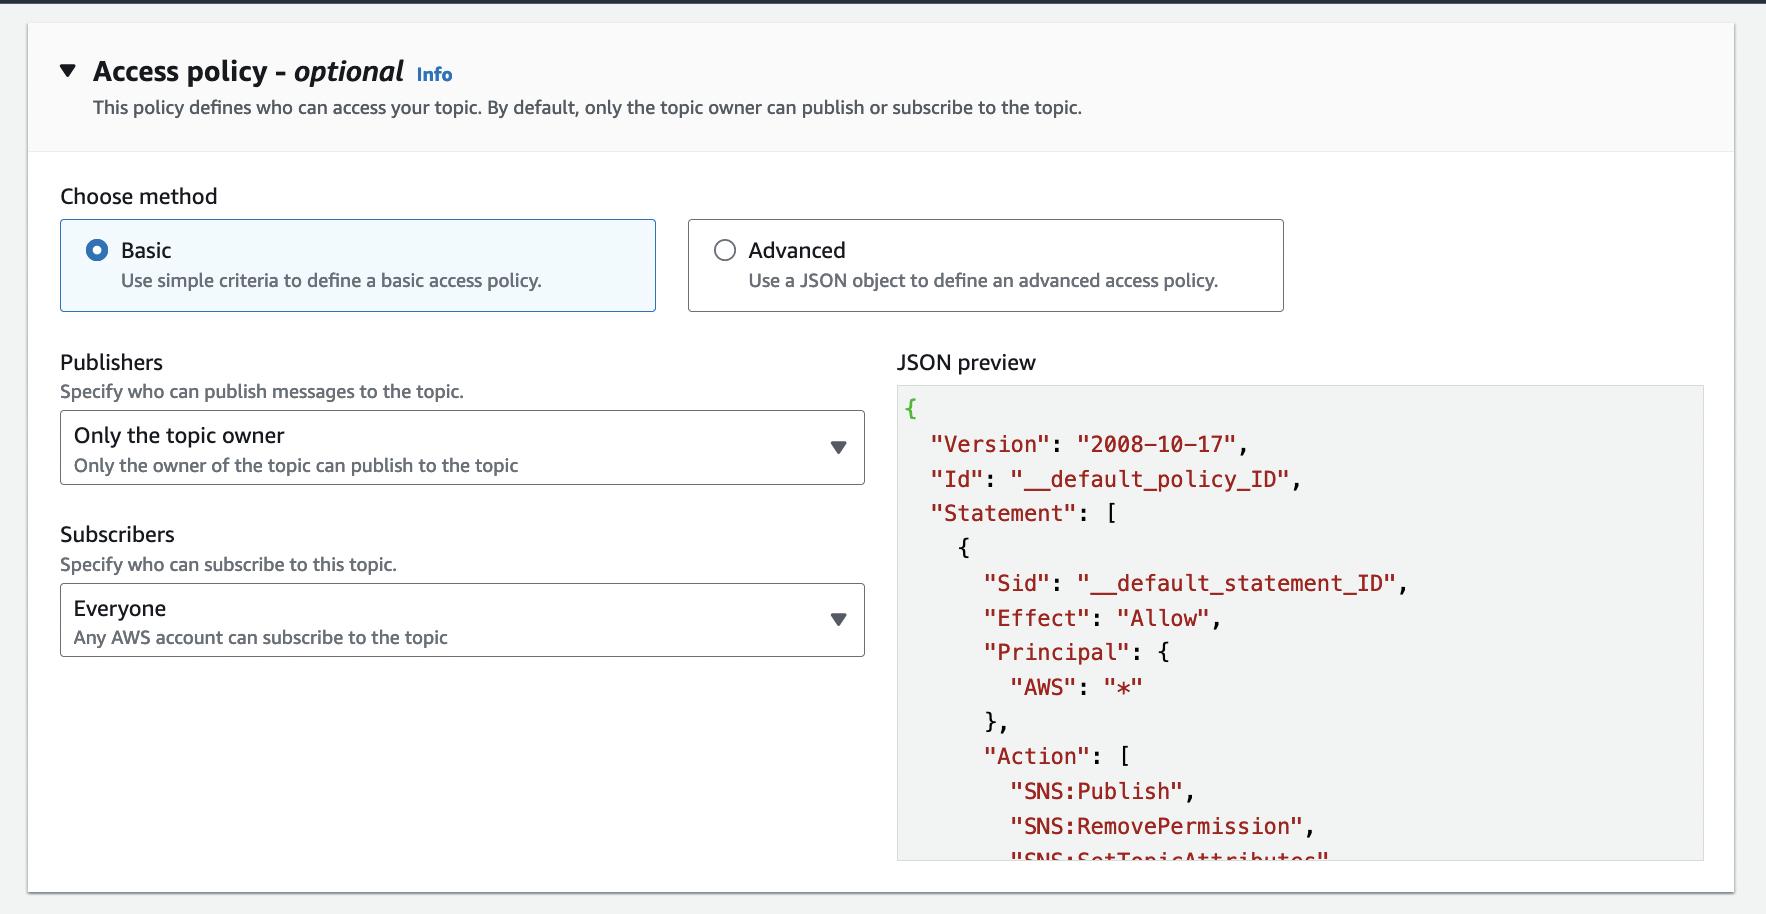 Access policy - optional Info
This policy defines who can access your topic. By default, only the topic owner can publish or subscribe to the topic.
Choose method
Basic
Use simple criteria to define a basic access policy.
Advanced
Use a JSON object to define an advanced access policy.
Publishers
Specify who can publish messages to the topic.
Only the topic owner
Only the owner of the topic can publish to the topic
Subscribers
Specify who can subscribe to this topic.
Everyone
Any AWS account can subscribe to the topic
JSON preview
{
  "Version": "2008-10-17",
  "Id": "__default_policy_ID",
  "Statement": [
    {
      "Sid": "__default_statement_ID",
      "Effect": "Allow",
      "Principal": {
        "AWS": "*"
      },
      "Action": [
        "SNS:Publish",
        "SNS:RemovePermission",
        "SNS:SetTopicAttributes"